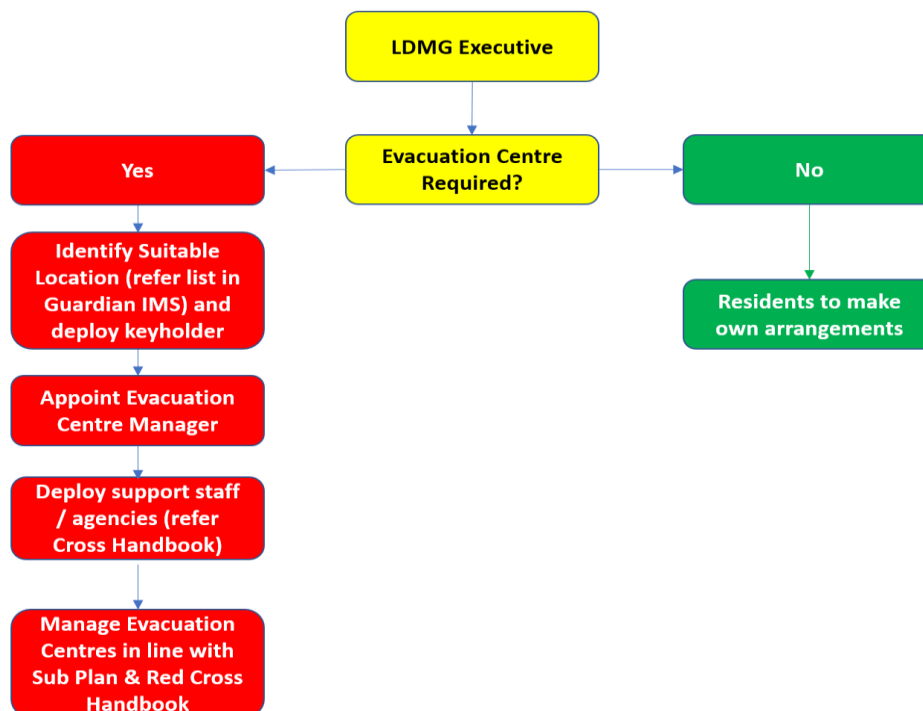 LDMG Executive
Evacuation Centre
Required?
Yes
No
Identify Suitable
Location (refer list in
Guardian IMS) and
deploy keyholder
Residents to make
own arrangements
Appoint Evacuation
Centre Manager
Deploy support staff
/ agencies (refer
Cross Handbook)
Manage Evacuation
Centres in line with
Sub Plan & Red Cross
Handbook